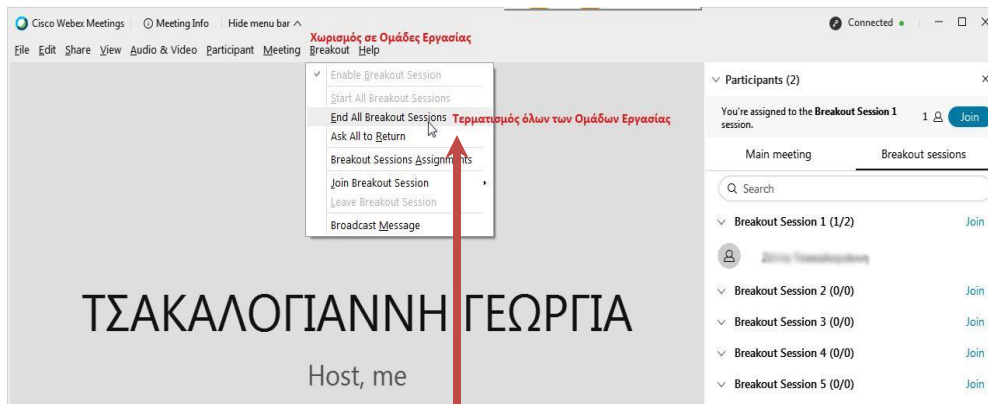 Cisco Webex Meetings Meeting Info Hide menu bar Connected
Χωρισμός σε Ομάδες Εργασίας
File Edit Share View Audio & Video Participant Meeting Breakout Help
Enable Breakout Session
Start All Breakout Sessions
End All Breakout Sessions Τερματισμός όλων των Ομάδων Εργασίας
Ask All to Return
Breakout Sessions Assignments
Join Breakout Session
Leave Breakout Session
Broadcast Message
ΤΣΑΚΑΛΟΓΙΑΝΝΗ ΓΕΩΡΓΙΑ
Host, me
Participants (2)
You're assigned to the Breakout Session 1
session.
1 Join
Main meeting Breakout sessions
Search
Breakout Session 1 (1/2) Join
Breakout Session 2 (0/0) Join
Breakout Session 3 (0/0) Join
Breakout Session 4 (0/0) Join
Breakout Session 5 (0/0) Join